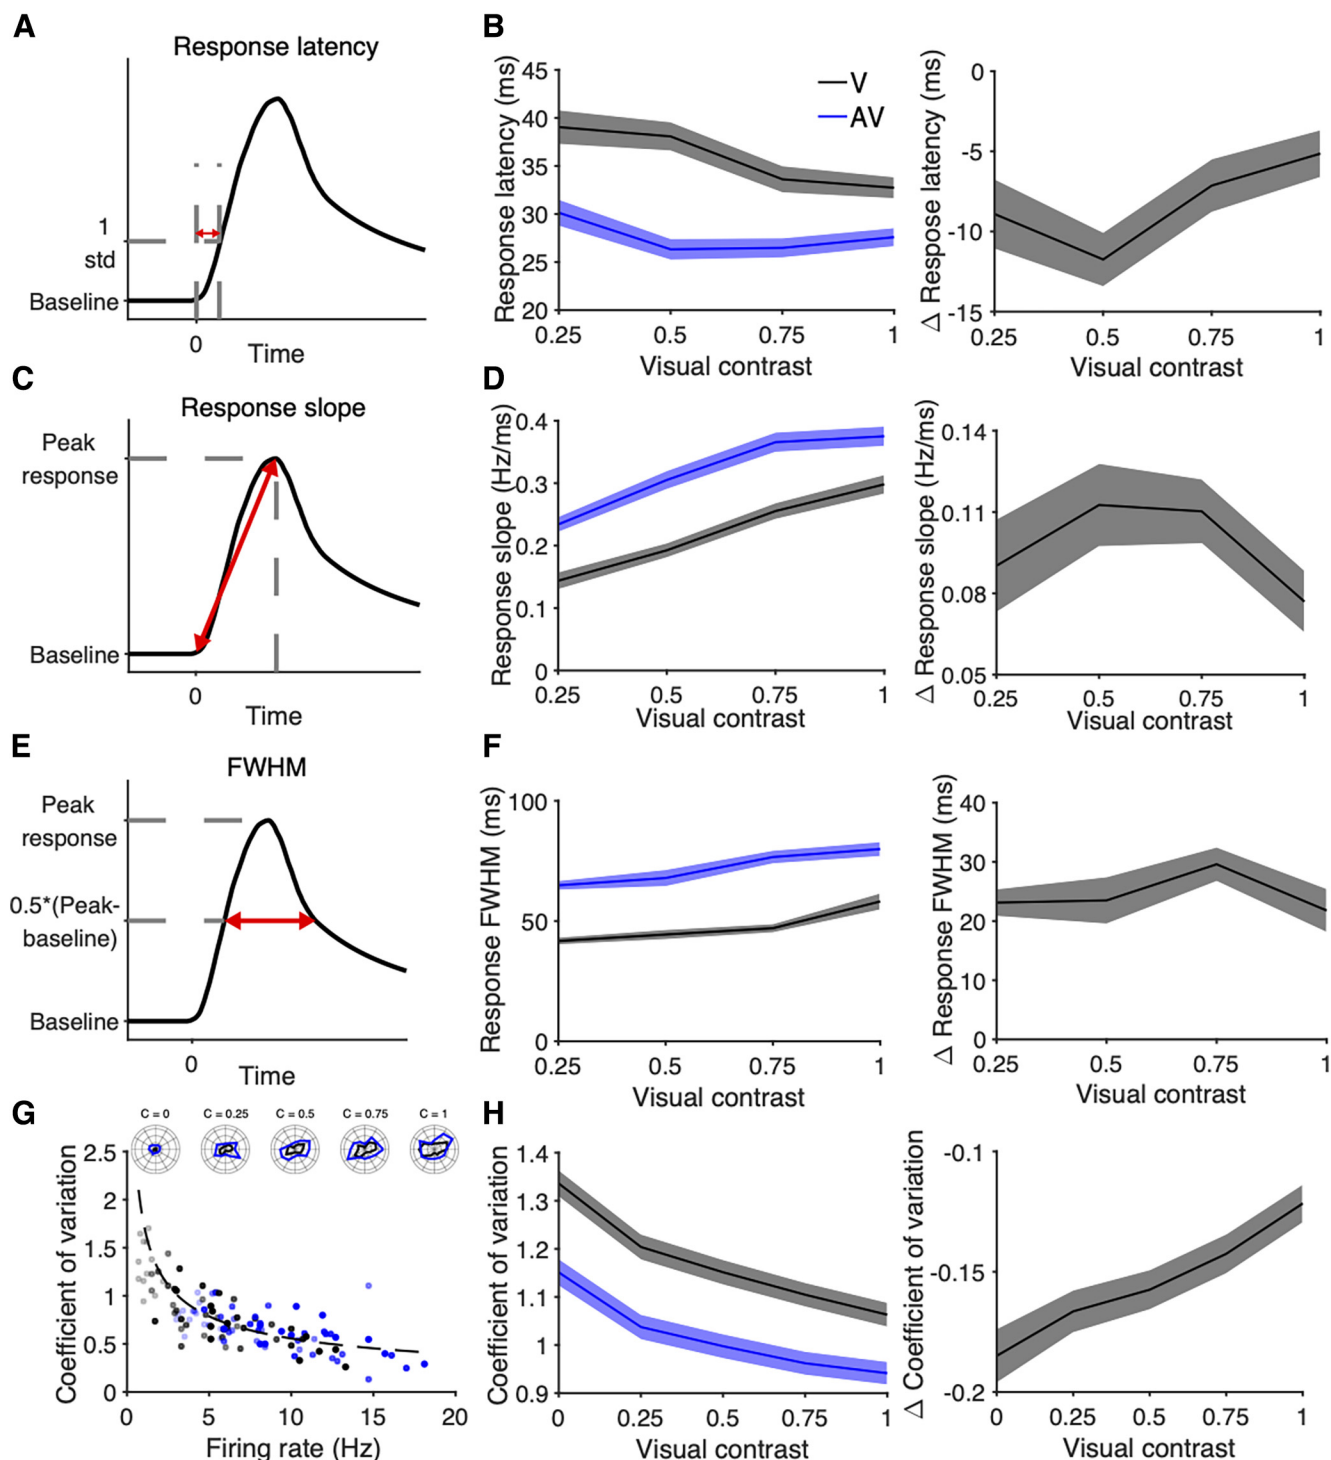 A
Response latency
1
std
Baseline
0
Time
B
Response latency (ms)
45
40
35
30
25
20
V
AV
0.25 0.5 0.75 1
Visual contrast
Δ Respose latency (ms)
0
-5
-10
-15
0.25 0.5 0.75 1
Visual contrast
C
Response slope
Peak
response
Baseline
0
Time
D
Response slope (Hz/ms)
0.4
0.3
0.2
0.1
0
0.25 0.5 0.75 1
Visual contrast
Δ Response slope (Hz/ms)
0.14
0.11
0.08
0.05
0.25 0.5 0.75 1
Visual contrast
E
FWHM
Peak
response
0.5*(Peak-
baseline)
Baseline
0
Time
F
Response FWHM (ms)
100
50
0
0.25 0.5 0.75 1
Visual contrast
Δ Response FWHM (ms)
40
30
20
10
0
0.25 0.5 0.75 1
Visual contrast
G
C = 0 C = 0.25 C = 0.5 C = 0.75 C = 1
Coefficient of variation
2.5
2
1.5
1
0.5
0
0 5 10 15 20
Firing rate (Hz)
H
Coefficient of variation
1.4
1.3
1.2
1.1
1
0.9
0 0.25 0.5 0.75 1
Visual contrast
Δ Coefficient of variation
-0.1
-0.15
-0.2
0 0.25 0.5 0.75 1
Visual contrast